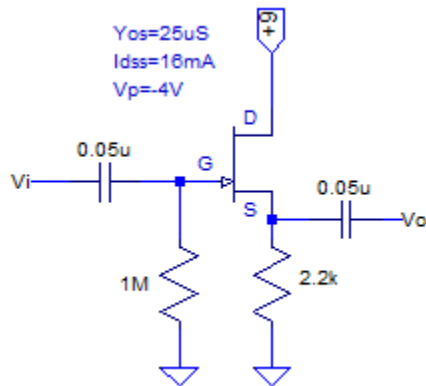 Yos=25uS
Idss=16mA
Vp=-4V
+9
D
0.05u
G
0.05u
Vi
S
Vo
1M
2.2k